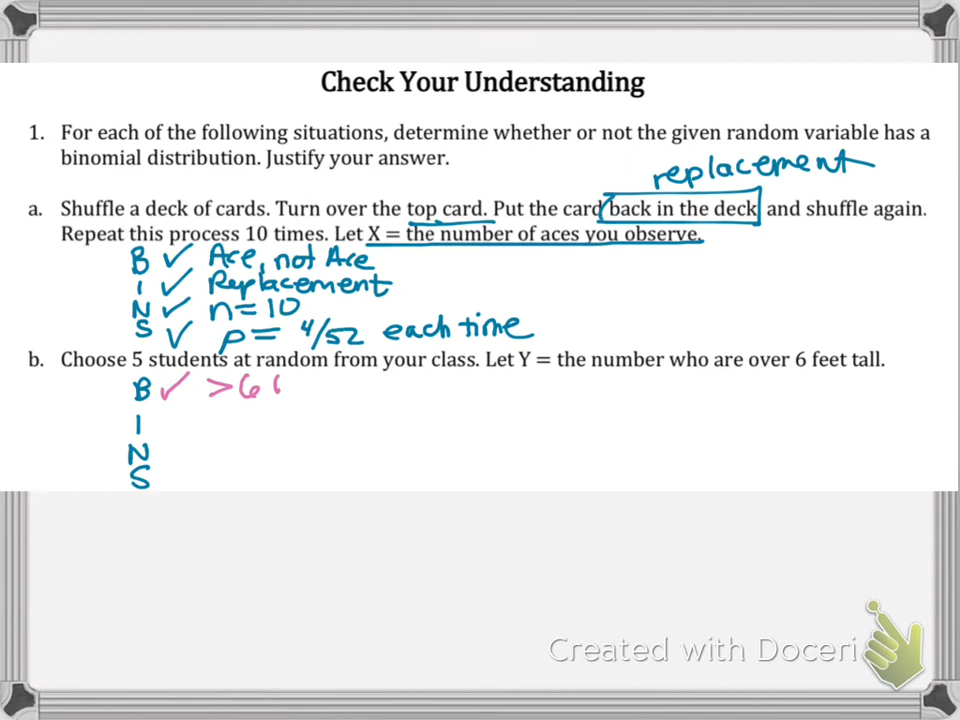 Check Your Understanding
1. For each of the following situations, determine whether or not the given random variable has a
binomial distribution. Justify your answer.
replacement
a. Shuffle a deck of cards. Turn over the top card. Put the card back in the deck, and shuffle again.
Repeat this process 10 times. Let X = the number of aces you observe.
B ✓ Ace, not Ace
I ✓ Replacement
N ✓ n = 10
S ✓ p = 4/52 each time
b. Choose 5 students at random from your class. Let Y = the number who are over 6 feet tall.
B ✓ >6
I
N
S
Created with Doceri